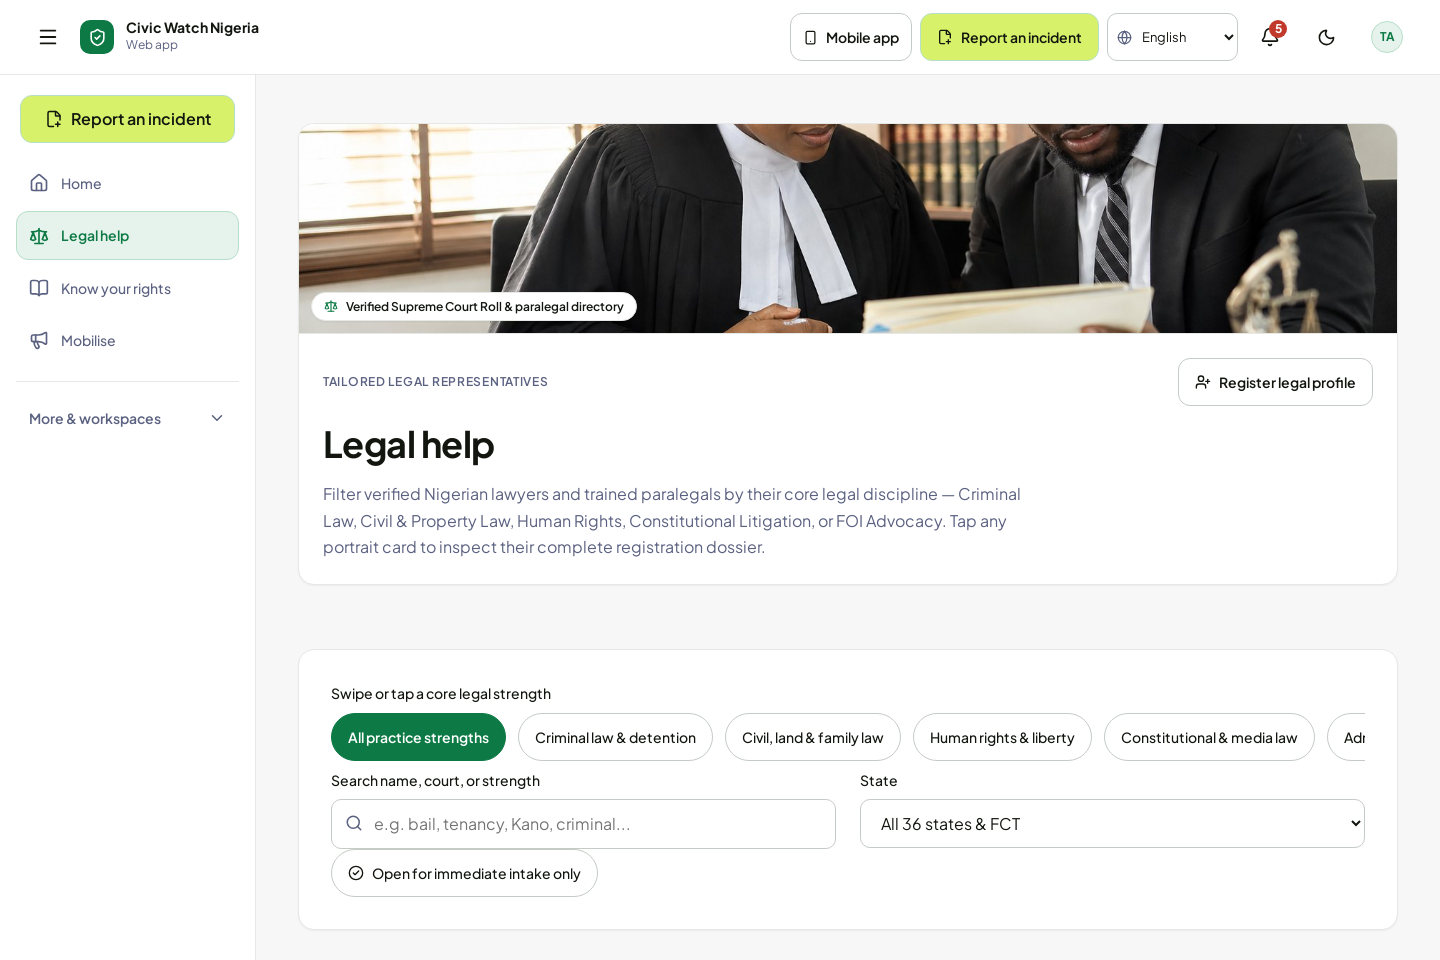 Civic Watch Nigeria
Web app
Mobile app
Report an incident
English
5
TA
Report an incident
Home
Legal help
Know your rights
Mobilise
More & workspaces
Verified Supreme Court Roll & paralegal directory
TAILORED LEGAL REPRESENTATIVES
Register legal profile
Legal help
Filter verified Nigerian lawyers and trained paralegals by their core legal discipline — Criminal
Law, Civil & Property Law, Human Rights, Constitutional Litigation, or FOI Advocacy. Tap any
portrait card to inspect their complete registration dossier.
Swipe or tap a core legal strength
All practice strengths
Criminal law & detention
Civil, land & family law
Human rights & liberty
Constitutional & media law
Search name, court, or strength
State
e.g. bail, tenancy, Kano, criminal...
All 36 states & FCT
Open for immediate intake only